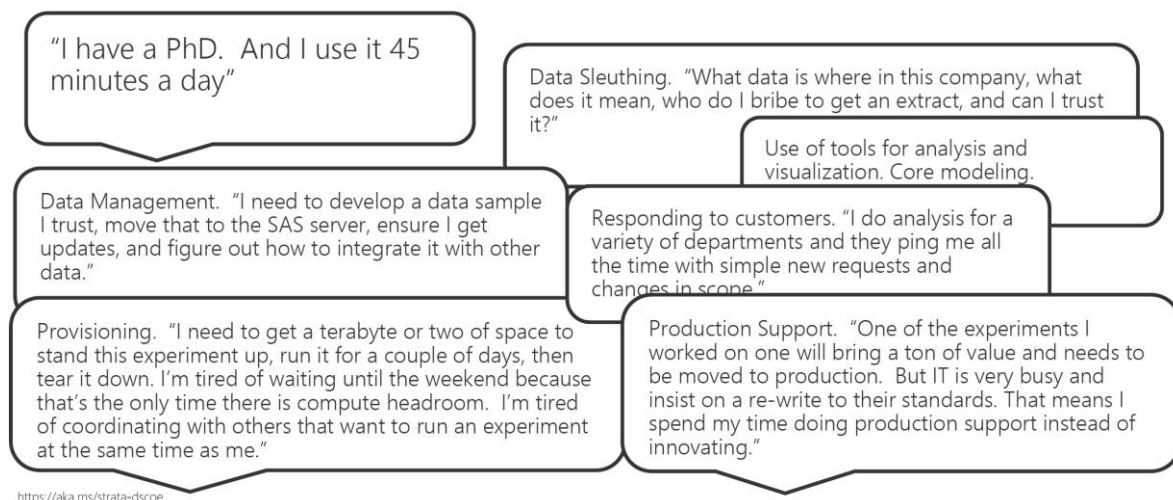 “I have a PhD.  And I use it 45
minutes a day”
Data Sleuthing.  “What data is where in this company, what
does it mean, who do I bribe to get an extract, and can I trust
it?”
Use of tools for analysis and
visualization. Core modeling.
Data Management.  “I need to develop a data sample
I trust, move that to the SAS server, ensure I get
updates, and figure out how to integrate it with other
data.”
Responding to customers. “I do analysis for a
variety of departments and they ping me all
the time with simple new requests and
changes in scope.”
Provisioning.  “I need to get a terabyte or two of space to
stand this experiment up, run it for a couple of days, then
tear it down. I’m tired of waiting until the weekend because
that’s the only time there is compute headroom.  I’m tired
of coordinating with others that want to run an experiment
at the same time as me.”
Production Support.  “One of the experiments I
worked on one will bring a ton of value and needs to
be moved to production.  But IT is very busy and
insist on a re-write to their standards. That means I
spend my time doing production support instead of
innovating.”
https://aka.ms/strata-dscoe